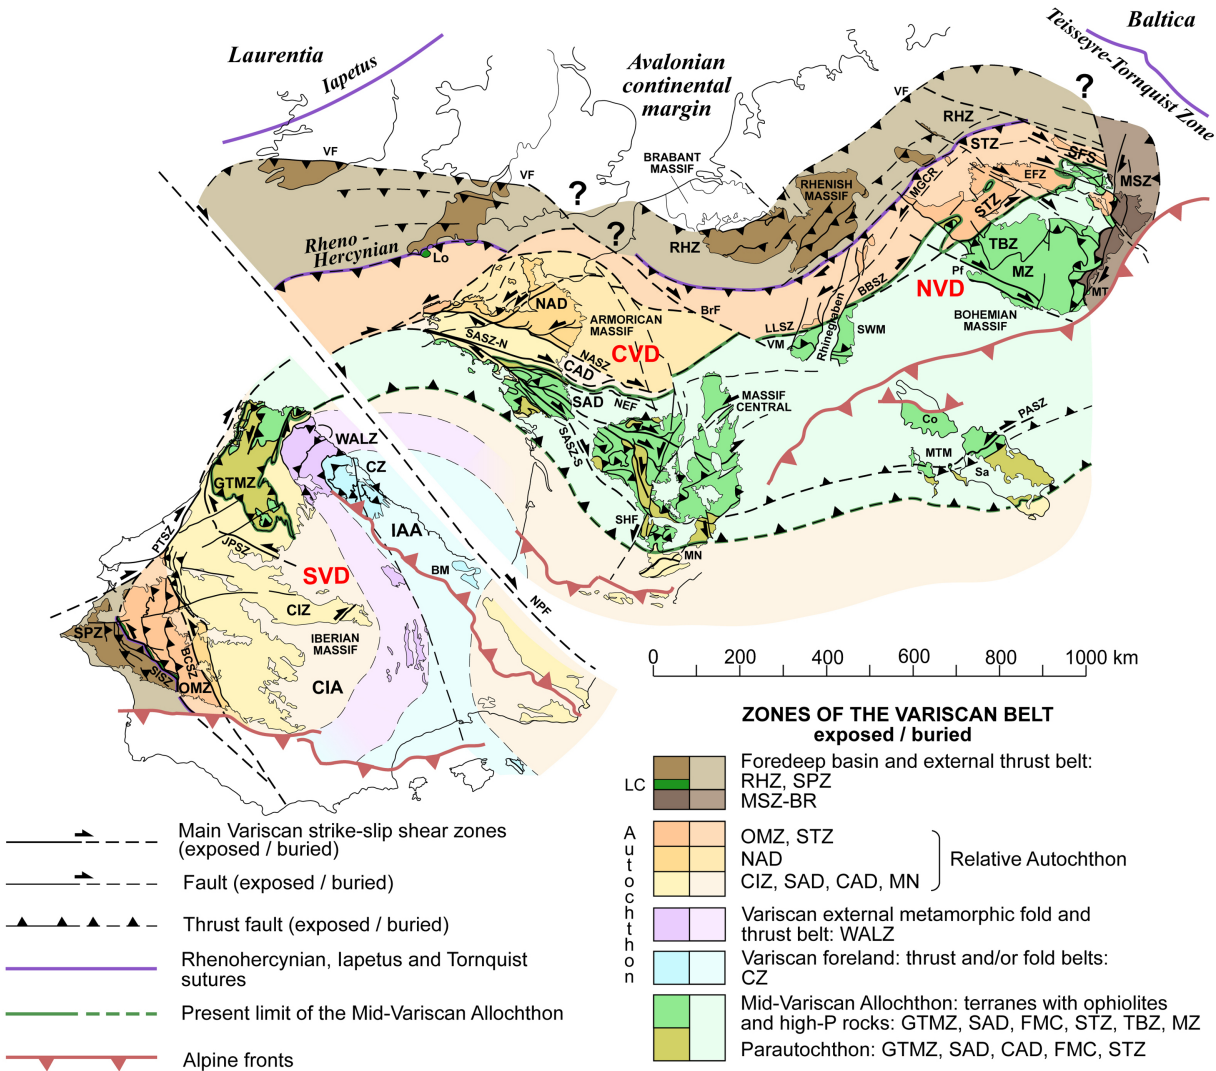 Laurentia
Iapetus
Avalonian
continental
margin
Baltica
Teisseyre-Tornquist Zone
?
VF
VF
VF
RHZ
BRABANT
MASSIF
STZ
SFS
MSZ
EFZ
MGCR
RHENISH
MASSIF
STZ
?
?
RHZ
Rheno -
Hercynian
Lo
TBZ
MZ
Pf
MT
NVD
BOHEMIAN
MASSIF
BBSZ
NAD
BrF
ARMORICAN
MASSIF
LLSZ
VM
Rhinegraben
SWM
SASZ-N
NASZ
CVD
CAD
SAD
NEF
MASSIF
CENTRAL
SASZ-S
Co
PASZ
MTM
Sa
WALZ
CZ
GTMZ
IAA
SHF
MN
PTSZ
JPSZ
SVD
BM
NPF
CIZ
SPZ
IBERIAN
MASSIF
BCSZ
SISZ
OMZ
CIA
0 200 400 600 800 1000 km
ZONES OF THE VARISCAN BELT
exposed / buried
Foredeep basin and external thrust belt:
LC
RHZ, SPZ
MSZ-BR
Autochthon
OMZ, STZ
NAD
Relative Autochthon
CIZ, SAD, CAD, MN
Variscan external metamorphic fold and
thrust belt: WALZ
Variscan foreland: thrust and/or fold belts:
CZ
Mid-Variscan Allochthon: terranes with ophiolites
and high-P rocks: GTMZ, SAD, FMC, STZ, TBZ, MZ
Parautochthon: GTMZ, SAD, CAD, FMC, STZ
Main Variscan strike-slip shear zones
(exposed / buried)
Fault (exposed / buried)
Thrust fault (exposed / buried)
Rhenohercynian, Iapetus and Tornquist
sutures
Present limit of the Mid-Variscan Allochthon
Alpine fronts